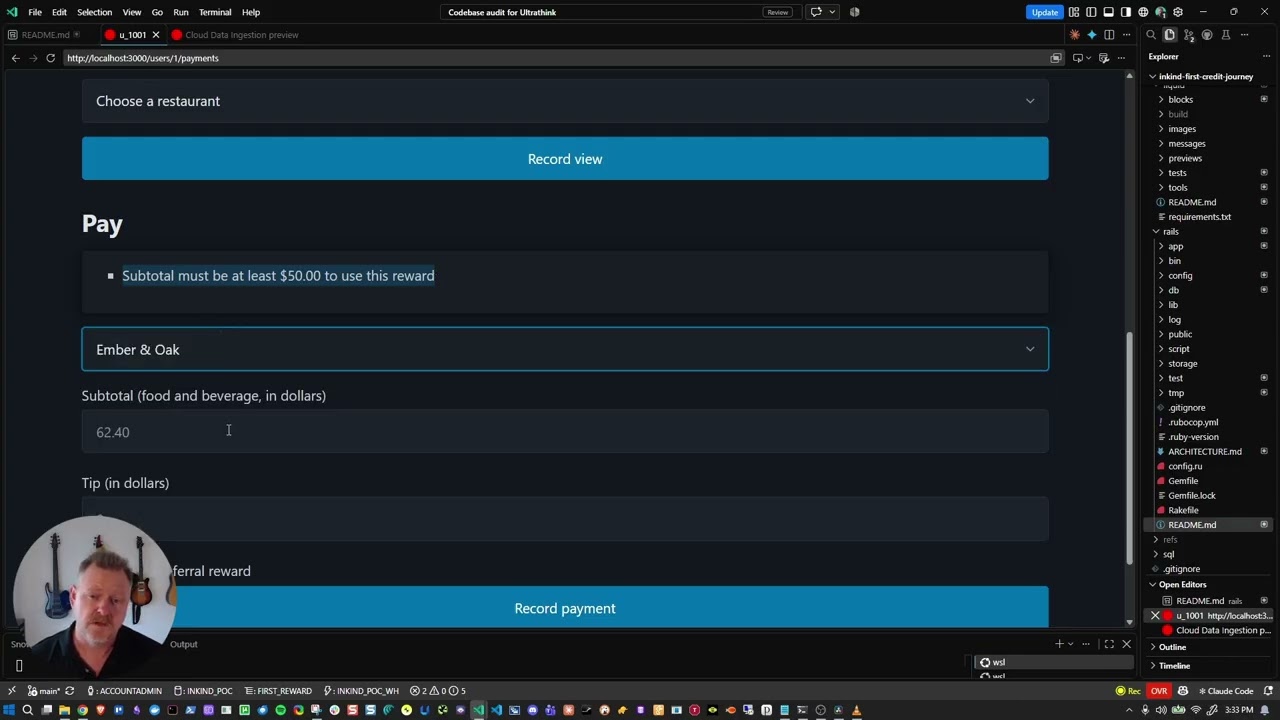 File Edit Selection View Go Run Terminal Help
Codebase audit for Ultrathink Review
Update
README.md u_1001 Cloud Data Ingestion preview
http://localhost:3000/users/1/payments
Choose a restaurant
Record view
Pay
Subtotal must be at least $50.00 to use this reward
Ember & Oak
Subtotal (food and beverage, in dollars)
62.40
Tip (in dollars)
ferral reward
Record payment
Output
wsl
Explorer
inkind-first-credit-journey
liquid
blocks
build
images
messages
previews
tests
tools
README.md
requirements.txt
rails
app
bin
config
db
lib
log
public
script
storage
test
tmp
.gitignore
.rubocop.yml
.ruby-version
ARCHITECTURE.md
config.ru
Gemfile
Gemfile.lock
Rakefile
README.md
refs
sql
.gitignore
Open Editors
README.md rails
u_1001 http://localhost:3...
Cloud Data Ingestion p...
Outline
Timeline
main* : ACCOUNTADMIN : INKIND_POC : FIRST_REWARD : INKIND_POC_WH 2 0 5
Rec OVR Claude Code
3:33 PM